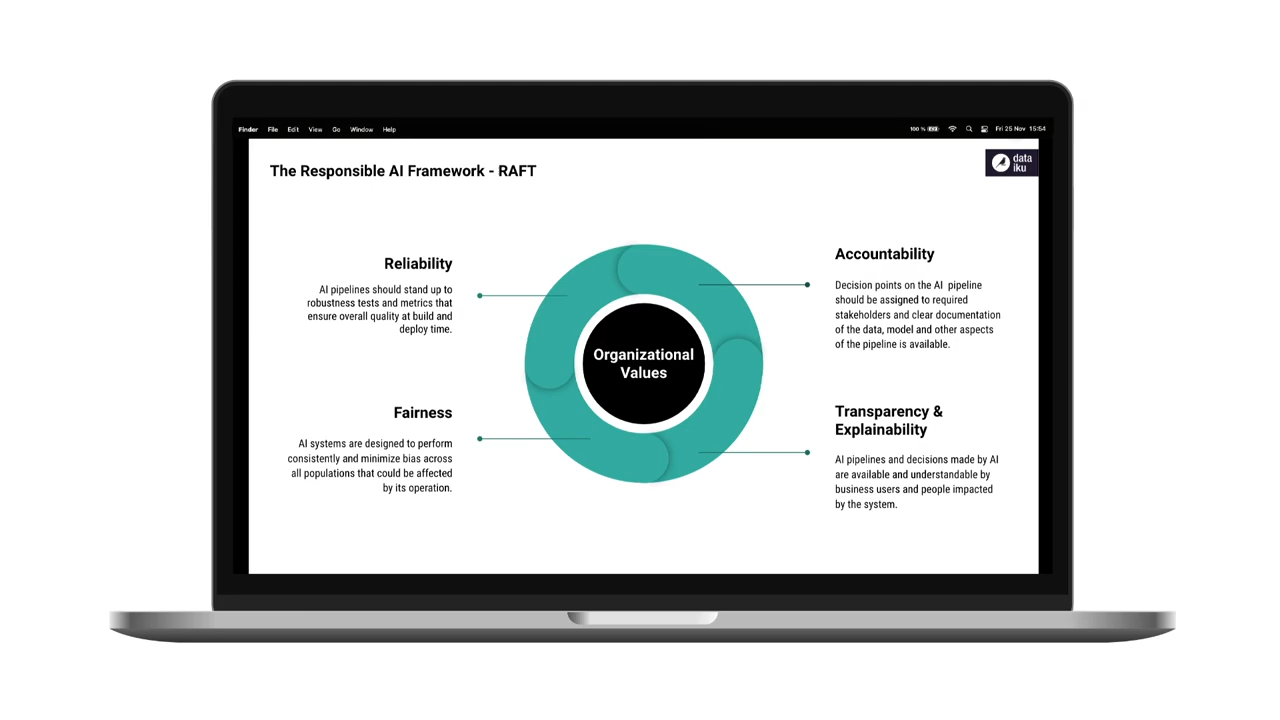 Finder File Edit View Go Window Help
100 % Fri 25 Nov 15:54
The Responsible AI Framework - RAFT
data
iku
Reliability
AI pipelines should stand up to
robustness tests and metrics that
ensure overall quality at build and
deploy time.
Accountability
Decision points on the AI pipeline
should be assigned to required
stakeholders and clear documentation
of the data, model and other aspects
of the pipeline is available.
Organizational
Values
Fairness
AI systems are designed to perform
consistently and minimize bias across
all populations that could be affected
by its operation.
Transparency &
Explainability
AI pipelines and decisions made by AI
are available and understandable by
business users and people impacted
by the system.